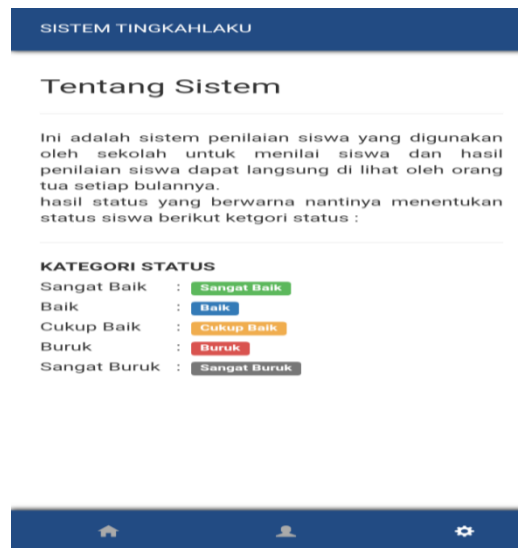 SISTEM TINGKAHLAKU
Tentang Sistem
Ini adalah sistem penilaian siswa yang digunakan
oleh sekolah untuk menilai siswa dan hasil
penilaian siswa dapat langsung di lihat oleh orang
tua setiap bulannya.
hasil status yang berwarna nantinya menentukan
status siswa berikut ketgori status :
KATEGORI STATUS
Sangat Baik : Sangat Baik
Baik : Baik
Cukup Baik : Cukup Baik
Buruk : Buruk
Sangat Buruk : Sangat Buruk